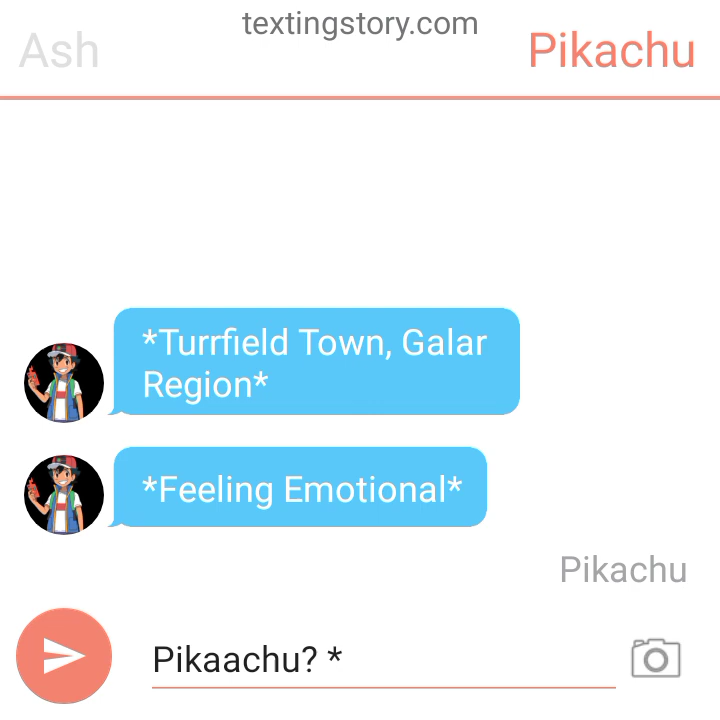 textingstory.com
Ash
Pikachu
*Turrfield Town, Galar
Region*
*Feeling Emotional*
Pikachu
Pikaachu? *